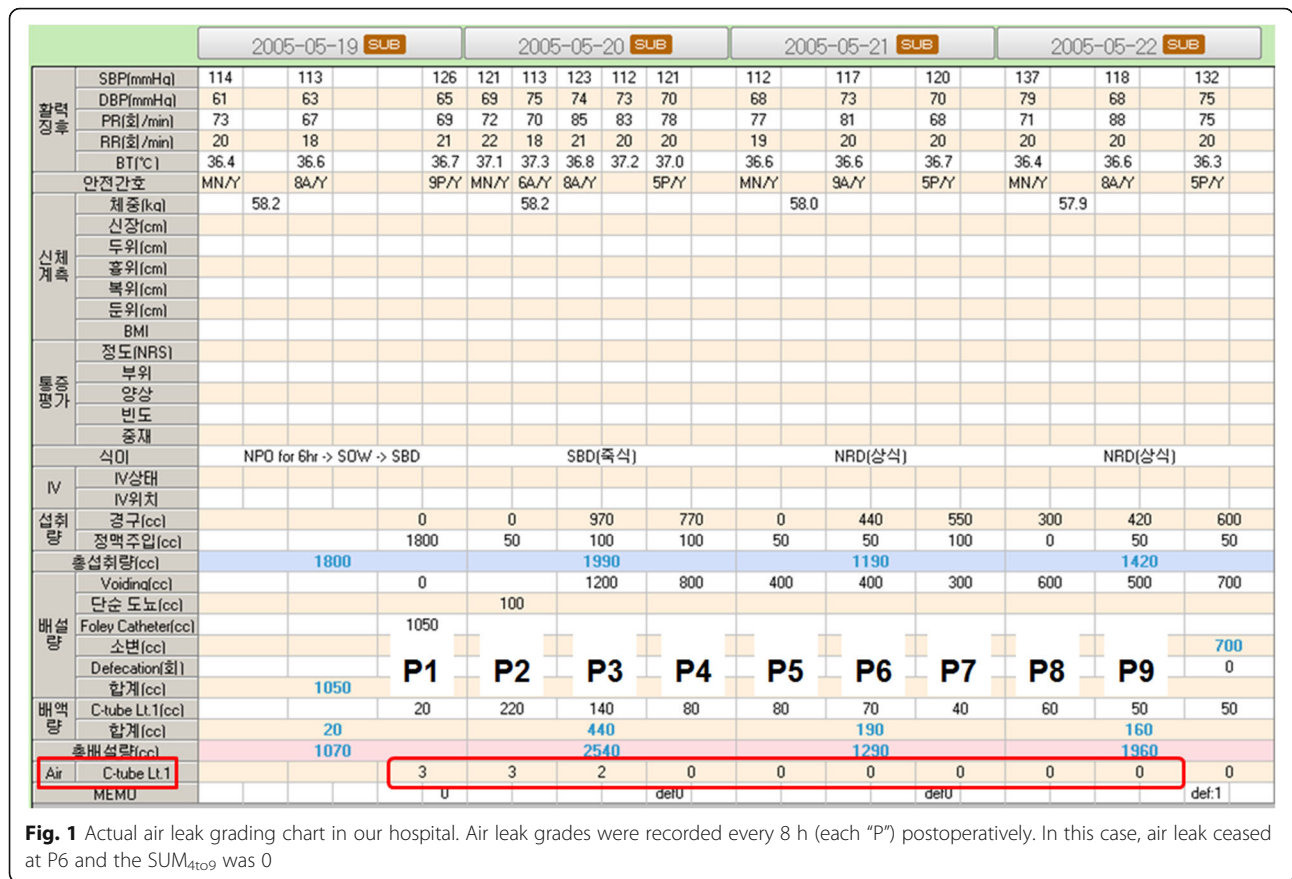 2005-05-19 SUB 2005-05-20 SUB 2005-05-21 SUB 2005-05-22 SUB
활력징후
SBP(mmHg) 114 113 126 121 113 123 112 121 112 117 120 137 118 132
DBP(mmHg) 61 63 65 69 75 74 73 70 68 73 70 79 68 75
PR(회/min) 73 67 69 72 70 85 83 78 77 81 68 71 88 75
RR(회/min) 20 18 21 22 18 21 20 20 19 20 20 20 20 20
BT(℃) 36.4 36.6 36.7 37.1 37.3 36.8 37.2 37.0 36.6 36.6 36.7 36.4 36.6 36.3
안전간호 MN/Y 8A/Y 9P/Y MN/Y 6A/Y 8A/Y 5P/Y MN/Y 9A/Y 5P/Y MN/Y 8A/Y 5P/Y
신체계측
체중(kg) 58.2 58.2 58.0 57.9
신장(cm)
두위(cm)
흉위(cm)
복위(cm)
둔위(cm)
BMI
통증평가
정도(NRS)
부위
양상
빈도
중재
식이 NPO for 6hr -> SOW -> SBD SBD(죽식) NRD(상식) NRD(상식)
IV
IV상태
IV위치
섭취량
경구(cc) 0 0 970 770 0 440 550 300 420 600
정맥주입(cc) 1800 50 100 100 50 50 100 0 50 50
총섭취량(cc) 1800 1990 1190 1420
배설량
Voiding(cc) 0 1200 800 400 400 300 600 500 700
단순 도뇨(cc) 100
Foley Catheter(cc) 1050
소변(cc) 700
Defecation(회) 0
P1 P2 P3 P4 P5 P6 P7 P8 P9
합계(cc) 1050
배액량
C-tube Lt.1(cc) 20 220 140 80 80 70 40 60 50 50
합계(cc) 20 440 190 160
총배설량(cc) 1070 2540 1290 1960
Air C-tube Lt.1 3 3 2 0 0 0 0 0 0 0
MEMO 0 def0 def0 def:1
Fig. 1 Actual air leak grading chart in our hospital. Air leak grades were recorded every 8 h (each “P”) postoperatively. In this case, air leak ceased
at P6 and the SUM4to9 was 0